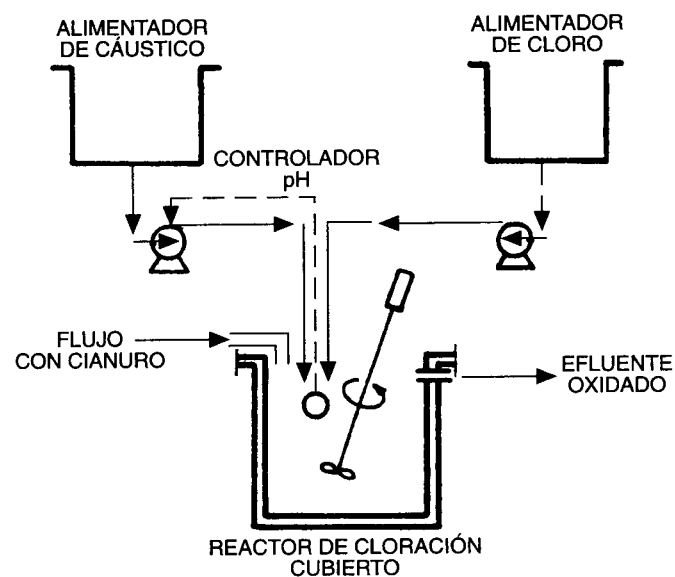 ALIMENTADOR
DE CÁUSTICO
ALIMENTADOR
DE CLORO
CONTROLADOR
pH
FLUJO
CON CIANURO
EFLUENTE
OXIDADO
REACTOR DE CLORACIÓN
CUBIERTO